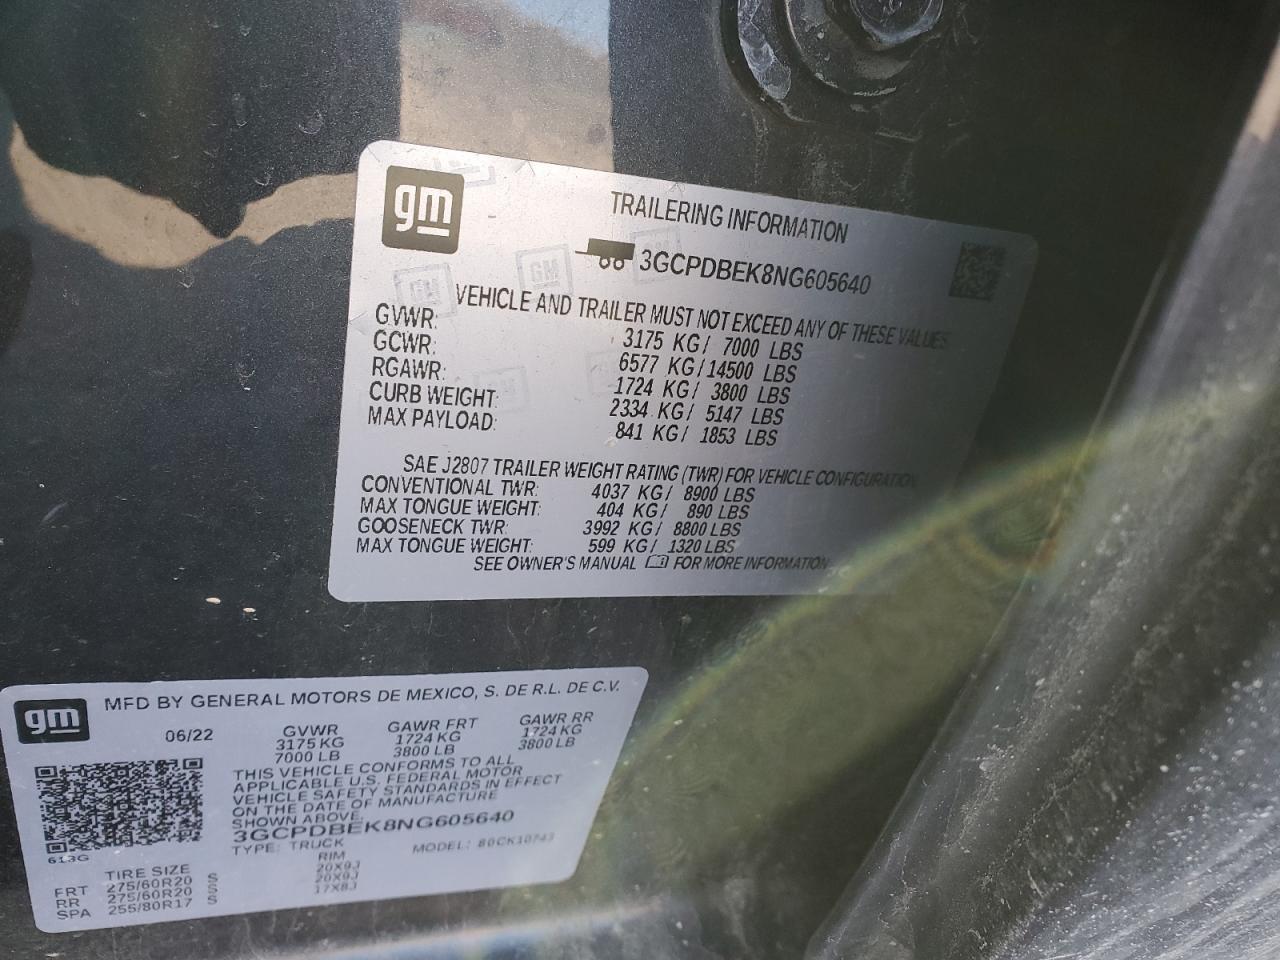 gm
TRAILERING INFORMATION
3GCPDBEK8NG605640
VEHICLE AND TRAILER MUST NOT EXCEED ANY OF THESE VALUES
GVWR: 3175 KG/ 7000 LBS
GCWR: 6577 KG/14500 LBS
RGAWR: 1724 KG/ 3800 LBS
CURB WEIGHT: 2334 KG/ 5147 LBS
MAX PAYLOAD: 841 KG/ 1853 LBS
SAE J2807 TRAILER WEIGHT RATING (TWR) FOR VEHICLE CONFIGURATION
CONVENTIONAL TWR: 4037 KG/ 8900 LBS
MAX TONGUE WEIGHT: 404 KG/ 890 LBS
GOOSENECK TWR: 3992 KG/ 8800 LBS
MAX TONGUE WEIGHT: 599 KG/ 1320 LBS
SEE OWNER'S MANUAL FOR MORE INFORMATION
gm
MFD BY GENERAL MOTORS DE MEXICO, S. DE R.L. DE C.V.
06/22 GVWR GAWR FRT GAWR RR
3175 KG 1724 KG 1724 KG
7000 LB 3800 LB 3800 LB
THIS VEHICLE CONFORMS TO ALL
APPLICABLE U.S. FEDERAL MOTOR
VEHICLE SAFETY STANDARDS IN EFFECT
ON THE DATE OF MANUFACTURE
SHOWN ABOVE.
3GCPDBEK8NG605640
TYPE: TRUCK MODEL: 80CK10743
613G
TIRE SIZE RIM
FRT 275/60R20 S 20X9J
RR 275/60R20 S 20X9J
SPA 255/80R17 S 17X8J